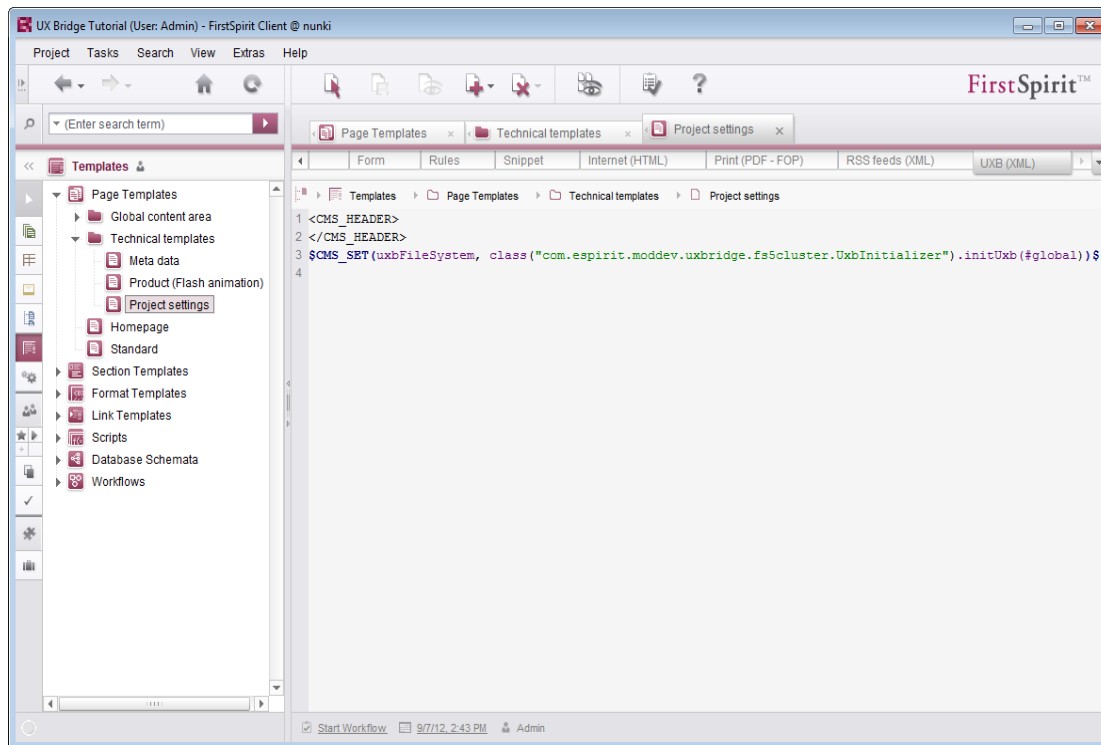 UX Bridge Tutorial (User: Admin) - FirstSpirit Client @ nunki
Project Tasks Search View Extras Help
FirstSpirit™
(Enter search term)
Page Templates Technical templates Project settings
Templates
Form Rules Snippet Internet (HTML) Print (PDF - FOP) RSS feeds (XML) UXB (XML)
Templates Page Templates Technical templates Project settings
Page Templates
Global content area
Technical templates
Meta data
Product (Flash animation)
Project settings
Homepage
Standard
Section Templates
Format Templates
Link Templates
Scripts
Database Schemata
Workflows
1 <CMS_HEADER>
2 </CMS_HEADER>
3 $CMS_SET(uxbFileSystem, class("com.espirit.moddev.uxbridge.fs5cluster.UxbInitializer").initUxb(#global))$
4
Start Workflow 9/7/12, 2:43 PM Admin